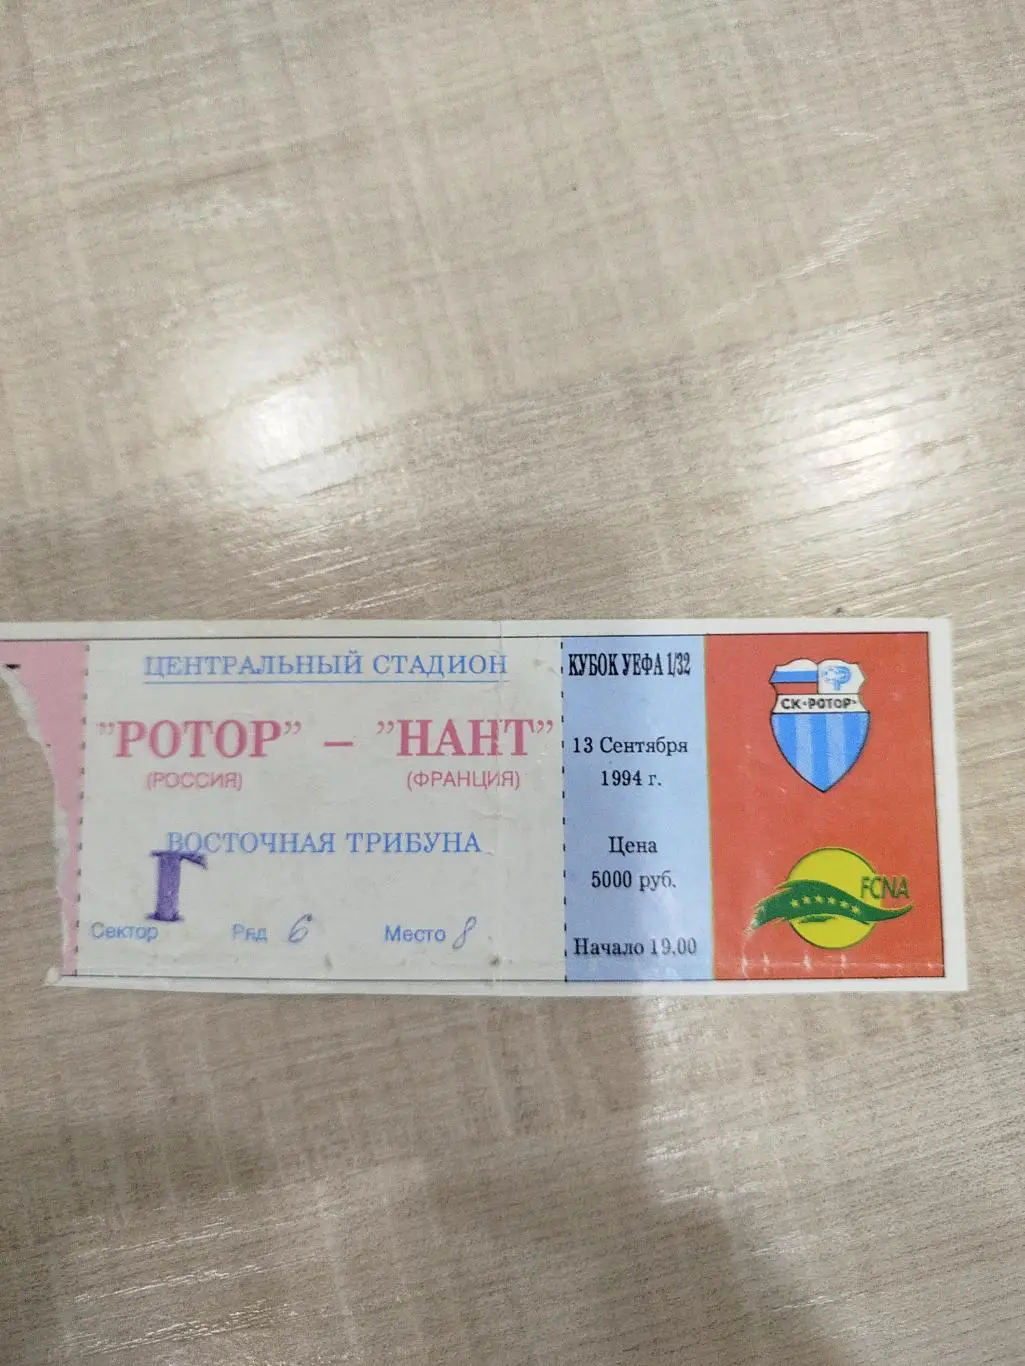 ЦЕНТРАЛЬНЫЙ СТАДИОН
"РОТОР" – "НАНТ"
(РОССИЯ) (ФРАНЦИЯ)
ВОСТОЧНАЯ ТРИБУНА
Сектор Г Ряд 6 Место 8
КУБОК УЕФА 1/32
13 Сентября
1994 г.
Цена
5000 руб.
Начало 19.00
СК «РОТОР»
FCNA